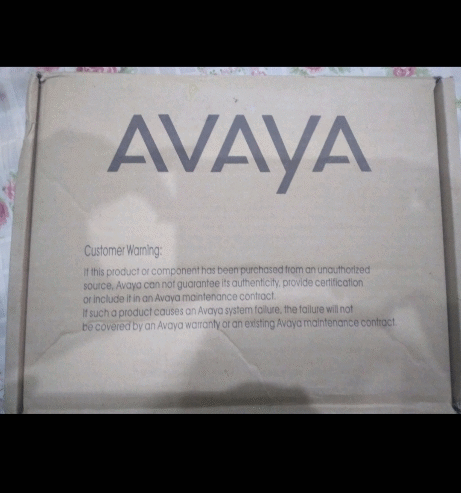 AVAYA
Customer Warning:
If this product or component has been purchased from an unauthorized
source, Avaya can not guarantee its authenticity, provide certification
or include it in an Avaya maintenance contract.
If such a product causes an Avaya system failure, the failure will not
be covered by an Avaya warranty or an existing Avaya maintenance contract.